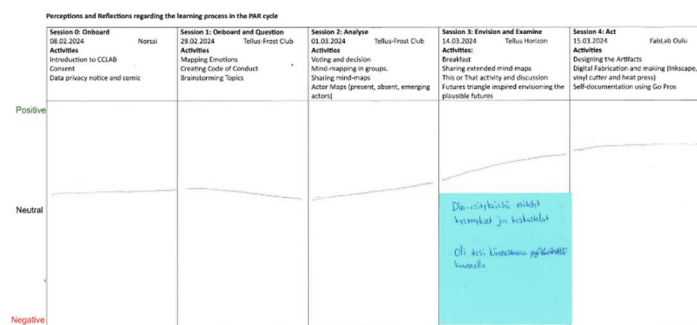 Perceptions and Reflections regarding the learning process in the PAR cycle
Session 0: Onboard
08.02.2024 Norssi
Activities
Introduction to CCLAB
Consent
Data privacy notice and comic
Session 1: Onboard and Question
29.02.2024 Tellus-Frost Club
Activities
Mapping Emotions
Creating Code of Conduct
Brainstorming Topics
Session 2: Analyse
01.03.2024 Tellus-Frost Club
Activities
Voting and decision
Mind-mapping in groups.
Sharing mind-maps
Actor Maps (present, absent, emerging
actors)
Session 3: Envision and Examine
14.03.2024 Tellus Horizon
Activities:
Breakfast
Sharing extended mind-maps
This or That activity and discussion
Futures triangle inspired envisioning the
plausible futures
Session 4: Act
15.03.2024 FabLab Oulu
Activities
Designing the Artifacts
Digital Fabrication and making (Inkscape,
vinyl cutter and heat press)
Self-documentation using Go Pros
Positive
Neutral
Negative
Dia-esityksissä esitetyt
kysymykset ja keskustelut
Oli tosi kiinnostavaa
kuunnella